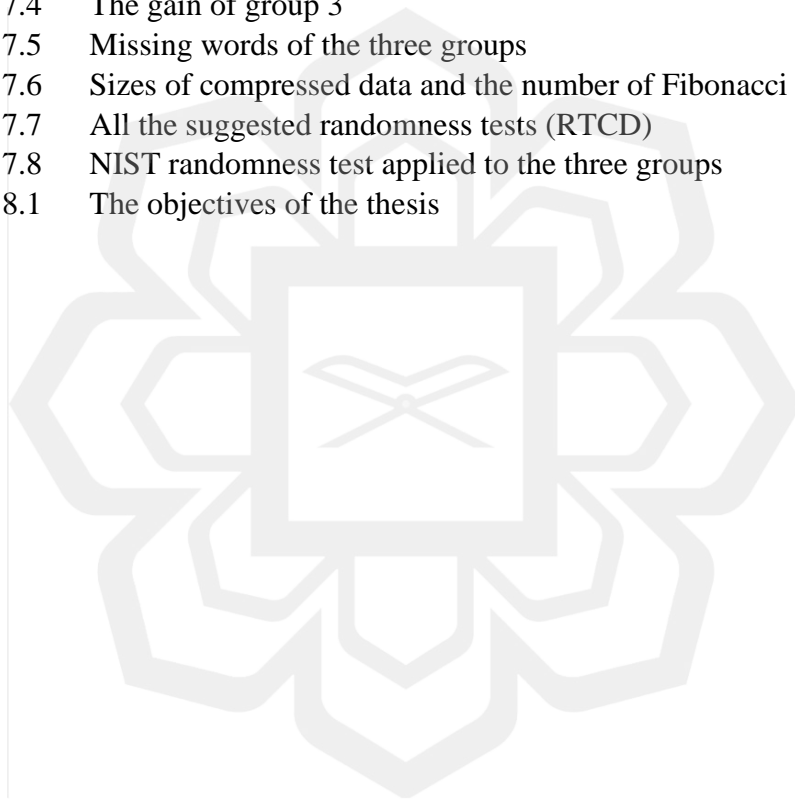 7.4 The gain of group 3
7.5 Missing words of the three groups
7.6 Sizes of compressed data and the number of Fibonacci
7.7 All the suggested randomness tests (RTCD)
7.8 NIST randomness test applied to the three groups
8.1 The objectives of the thesis